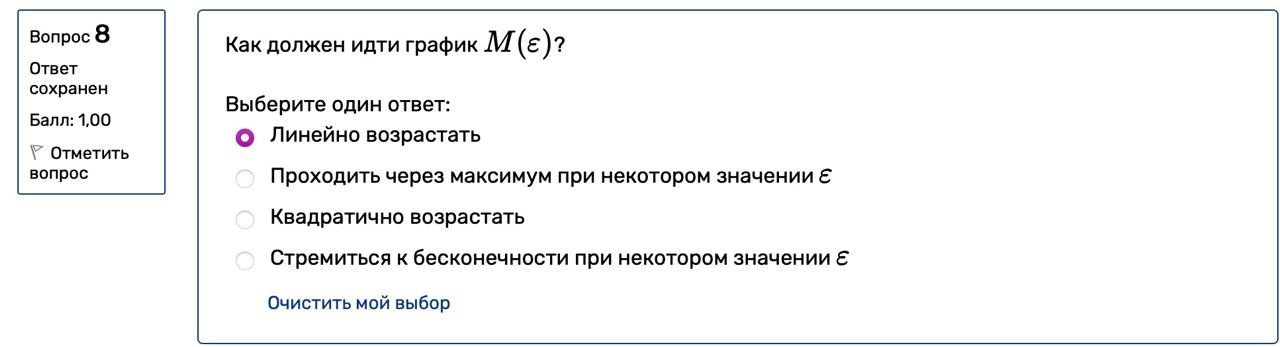 Вопрос 8
Ответ
сохранен
Балл: 1,00
Отметить
вопрос
Как должен идти график M(ε)?
Выберите один ответ:
Линейно возрастать
Проходить через максимум при некотором значении ε
Квадратично возрастать
Стремиться к бесконечности при некотором значении ε
Очистить мой выбор